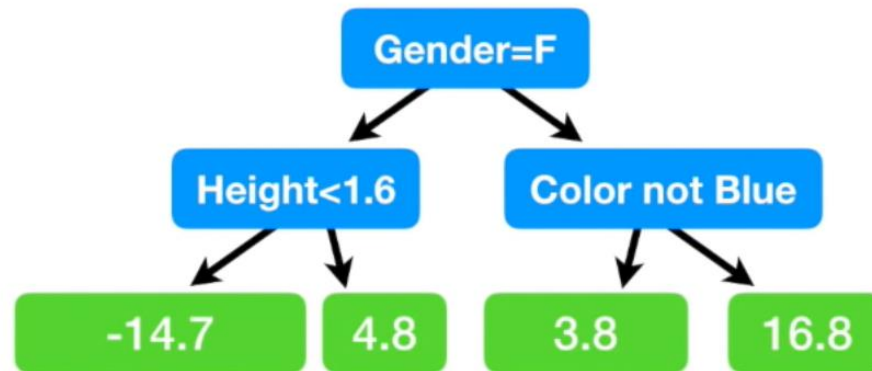 Gender=F
Height<1.6
Color not Blue
-14.7
4.8
3.8
16.8